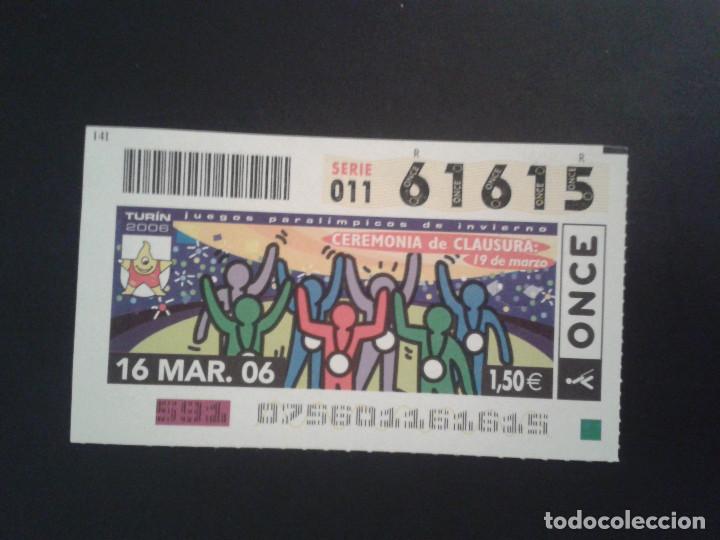 141
R R
SERIE
011 61615
TURÍN
2006
juegos paralímpicos de invierno
CEREMONIA de CLAUSURA:
19 de marzo
ONCE
16 MAR. 06
1,50€
todocoleccion.net